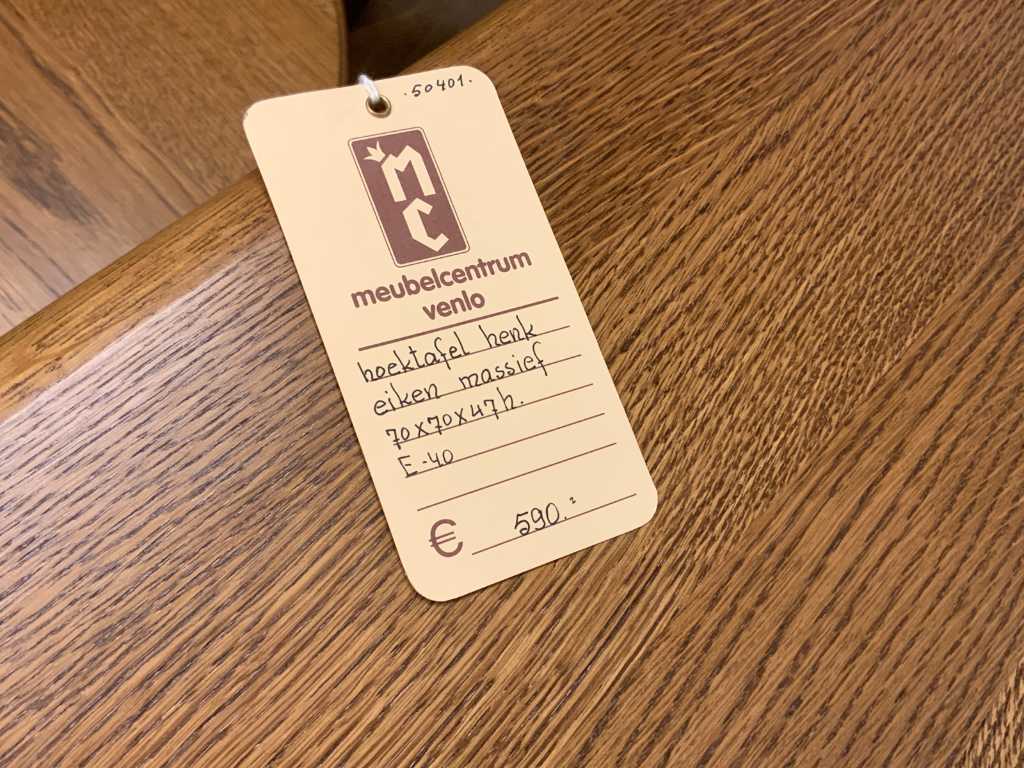 .50401.
MC
meubelcentrum
venlo
hoektafel henk
eiken massief
70x70x47h.
E-40
€ 590.-